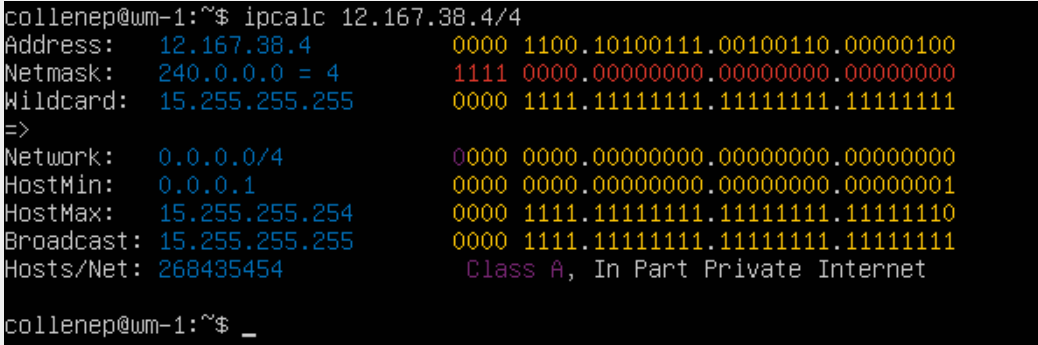 collenep@wm-1:~$ ipcalc 12.167.38.4/4
Address:   12.167.38.4           0000 1100.10100111.00100110.00000100
Netmask:   240.0.0.0 = 4         1111 0000.00000000.00000000.00000000
Wildcard:  15.255.255.255        0000 1111.11111111.11111111.11111111
=>
Network:   0.0.0.0/4             0000 0000.00000000.00000000.00000000
HostMin:   0.0.0.1               0000 0000.00000000.00000000.00000001
HostMax:   15.255.255.254        0000 1111.11111111.11111111.11111110
Broadcast: 15.255.255.255        0000 1111.11111111.11111111.11111111
Hosts/Net: 268435454              Class A, In Part Private Internet
collenep@wm-1:~$ _